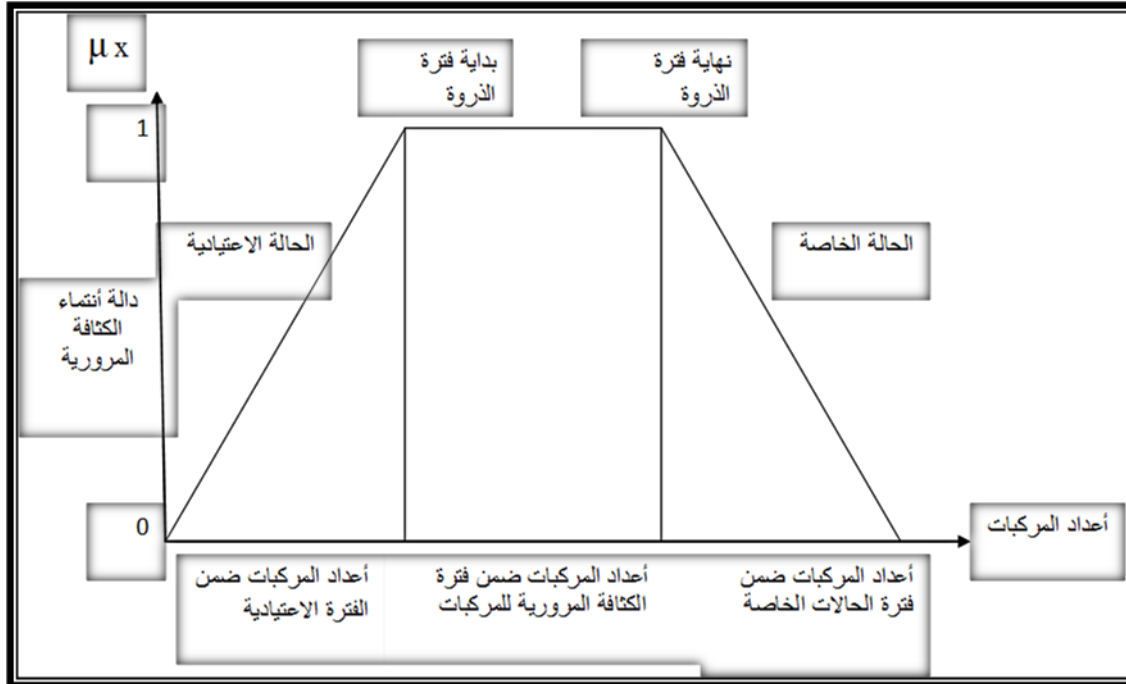 μ x
بداية فترة
الذروة
نهاية فترة
الذروة
1
الحالة الاعتيادية
الحالة الخاصة
دالة أنتماء
الكثافة
المرورية
0
أعداد المركبات
أعداد المركبات ضمن
الفترة الاعتيادية
أعداد المركبات ضمن فترة
الكثافة المرورية للمركبات
أعداد المركبات ضمن
فترة الحالات الخاصة